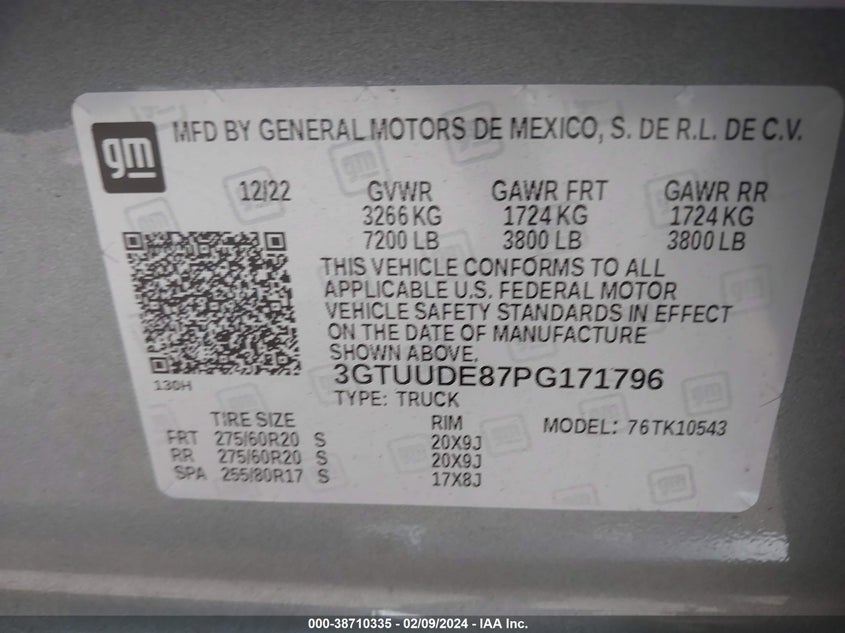 gm
MFD BY GENERAL MOTORS DE MEXICO, S. DE R.L. DE C.V.
12/22 GVWR GAWR FRT GAWR RR
3266 KG 1724 KG 1724 KG
7200 LB 3800 LB 3800 LB
THIS VEHICLE CONFORMS TO ALL
APPLICABLE U.S. FEDERAL MOTOR
VEHICLE SAFETY STANDARDS IN EFFECT
ON THE DATE OF MANUFACTURE
SHOWN ABOVE.
130H
3GTUUDE87PG171796
TYPE: TRUCK
TIRE SIZE RIM MODEL: 76TK10543
FRT 275/60R20 S 20X9J
RR 275/60R20 S 20X9J
SPA 255/80R17 S 17X8J
000-38710335 - 02/09/2024 - IAA Inc.